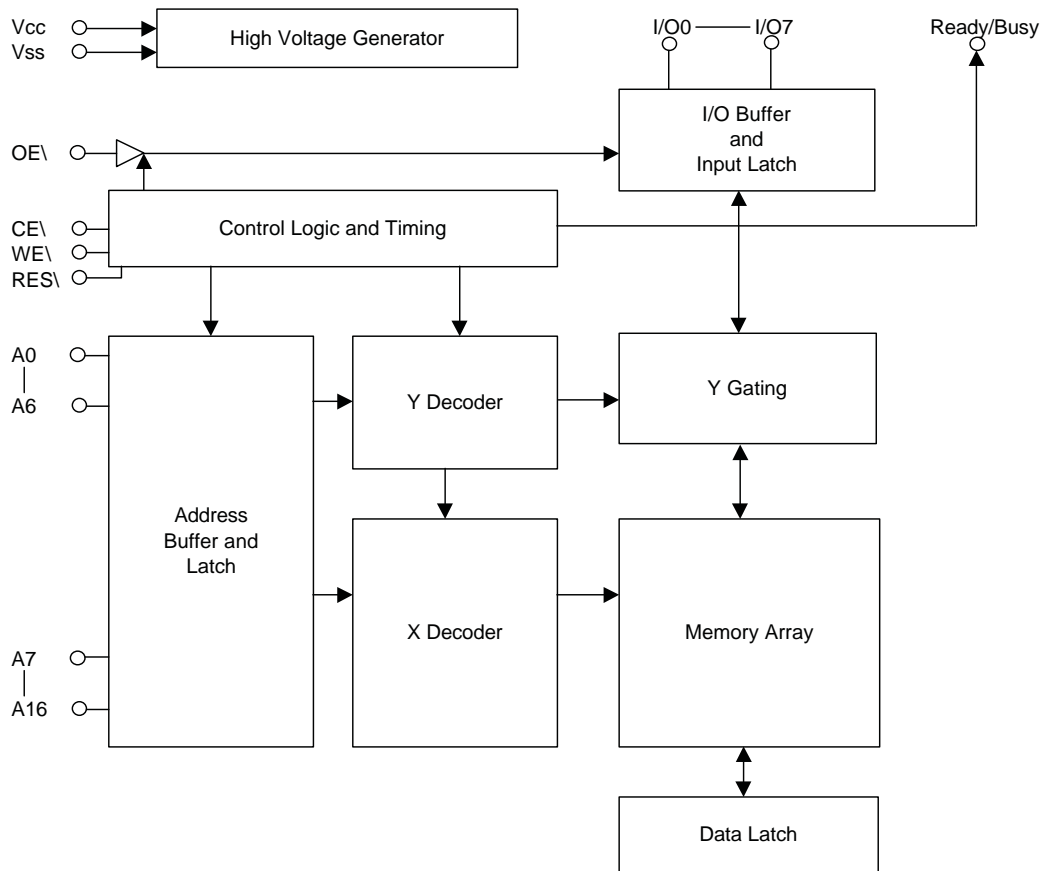 Vcc
Vss
High Voltage Generator
I/O0
I/O7
Ready/Busy
OE\
I/O Buffer
and
Input Latch
CE\
WE\
RES\
Control Logic and Timing
A0
A6
Y Decoder
Y Gating
Address
Buffer and
Latch
X Decoder
Memory Array
A7
A16
Data Latch